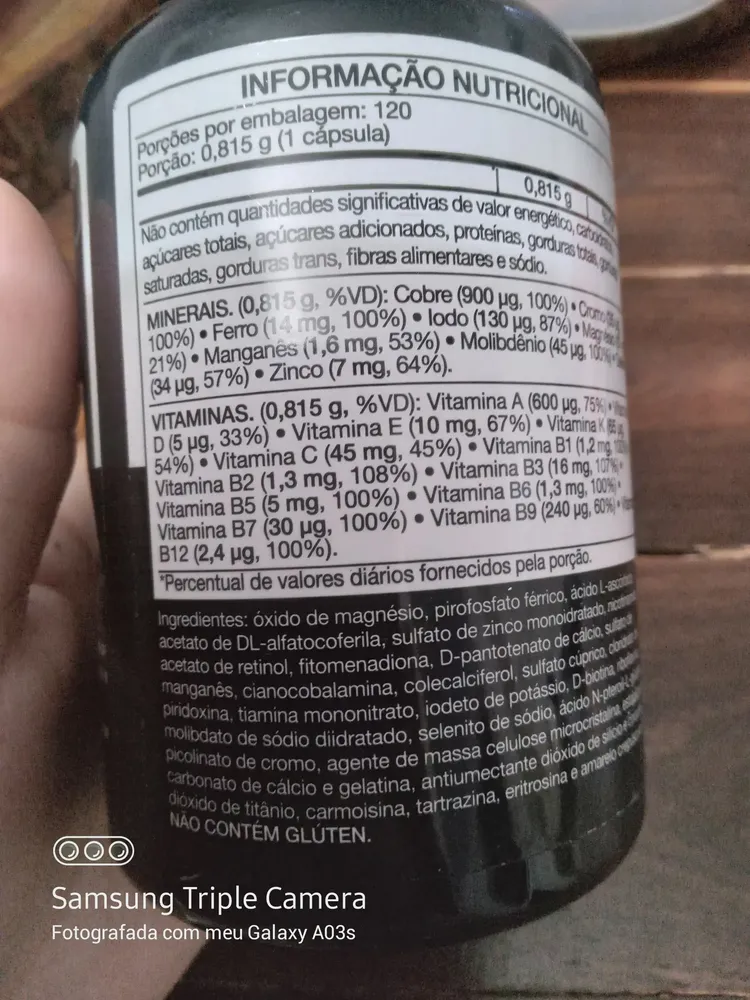 INFORMAÇÃO NUTRICIONAL
Porções por embalagem: 120
Porção: 0,815 g (1 cápsula)
0,815 g
Não contém quantidades significativas de valor energético,
açúcares totais, açúcares adicionados, proteínas, gorduras totais,
saturadas, gorduras trans, fibras alimentares e sódio.
MINERAIS. (0,815 g, %VD): Cobre (900 µg, 100%) • Cromo
100%) • Ferro (14 mg, 100%) • Iodo (130 µg, 87%) •
21%) • Manganês (1,6 mg, 53%) • Molibdênio (45 µg, 100%) •
(34 µg, 57%) • Zinco (7 mg, 64%).
VITAMINAS. (0,815 g, %VD): Vitamina A (600 µg, 75%) •
D (5 µg, 33%) • Vitamina E (10 mg, 67%) • Vitamina K
54%) • Vitamina C (45 mg, 45%) • Vitamina B1 (1,2 mg,
Vitamina B2 (1,3 mg, 108%) • Vitamina B3 (16 mg, 107%) •
Vitamina B5 (5 mg, 100%) • Vitamina B6 (1,3 mg, 100%) •
Vitamina B7 (30 µg, 100%) • Vitamina B9 (240 µg, 60%) •
B12 (2,4 µg, 100%).
*Percentual de valores diários fornecidos pela porção.
Ingredientes: óxido de magnésio, pirofosfato férrico, ácido
acetato de DL-alfatocoferila, sulfato de zinco monoidratado,
acetato de retinol, fitomenadiona, D-pantotenato de cálcio, sulfato
manganês, cianocobalamina, colecalciferol, sulfato cúprico,
piridoxina, tiamina mononitrato, iodeto de potássio, D-biotina,
molibdato de sódio diidratado, selenito de sódio, ácido
picolinato de cromo, agente de massa celulose microcristalina,
carbonato de cálcio e gelatina, antiumectante dióxido de silício e
dióxido de titânio, carmoisina, tartrazina, eritrosina e amarelo
NÃO CONTÉM GLÚTEN.
Samsung Triple Camera
Fotografada com meu Galaxy A03s